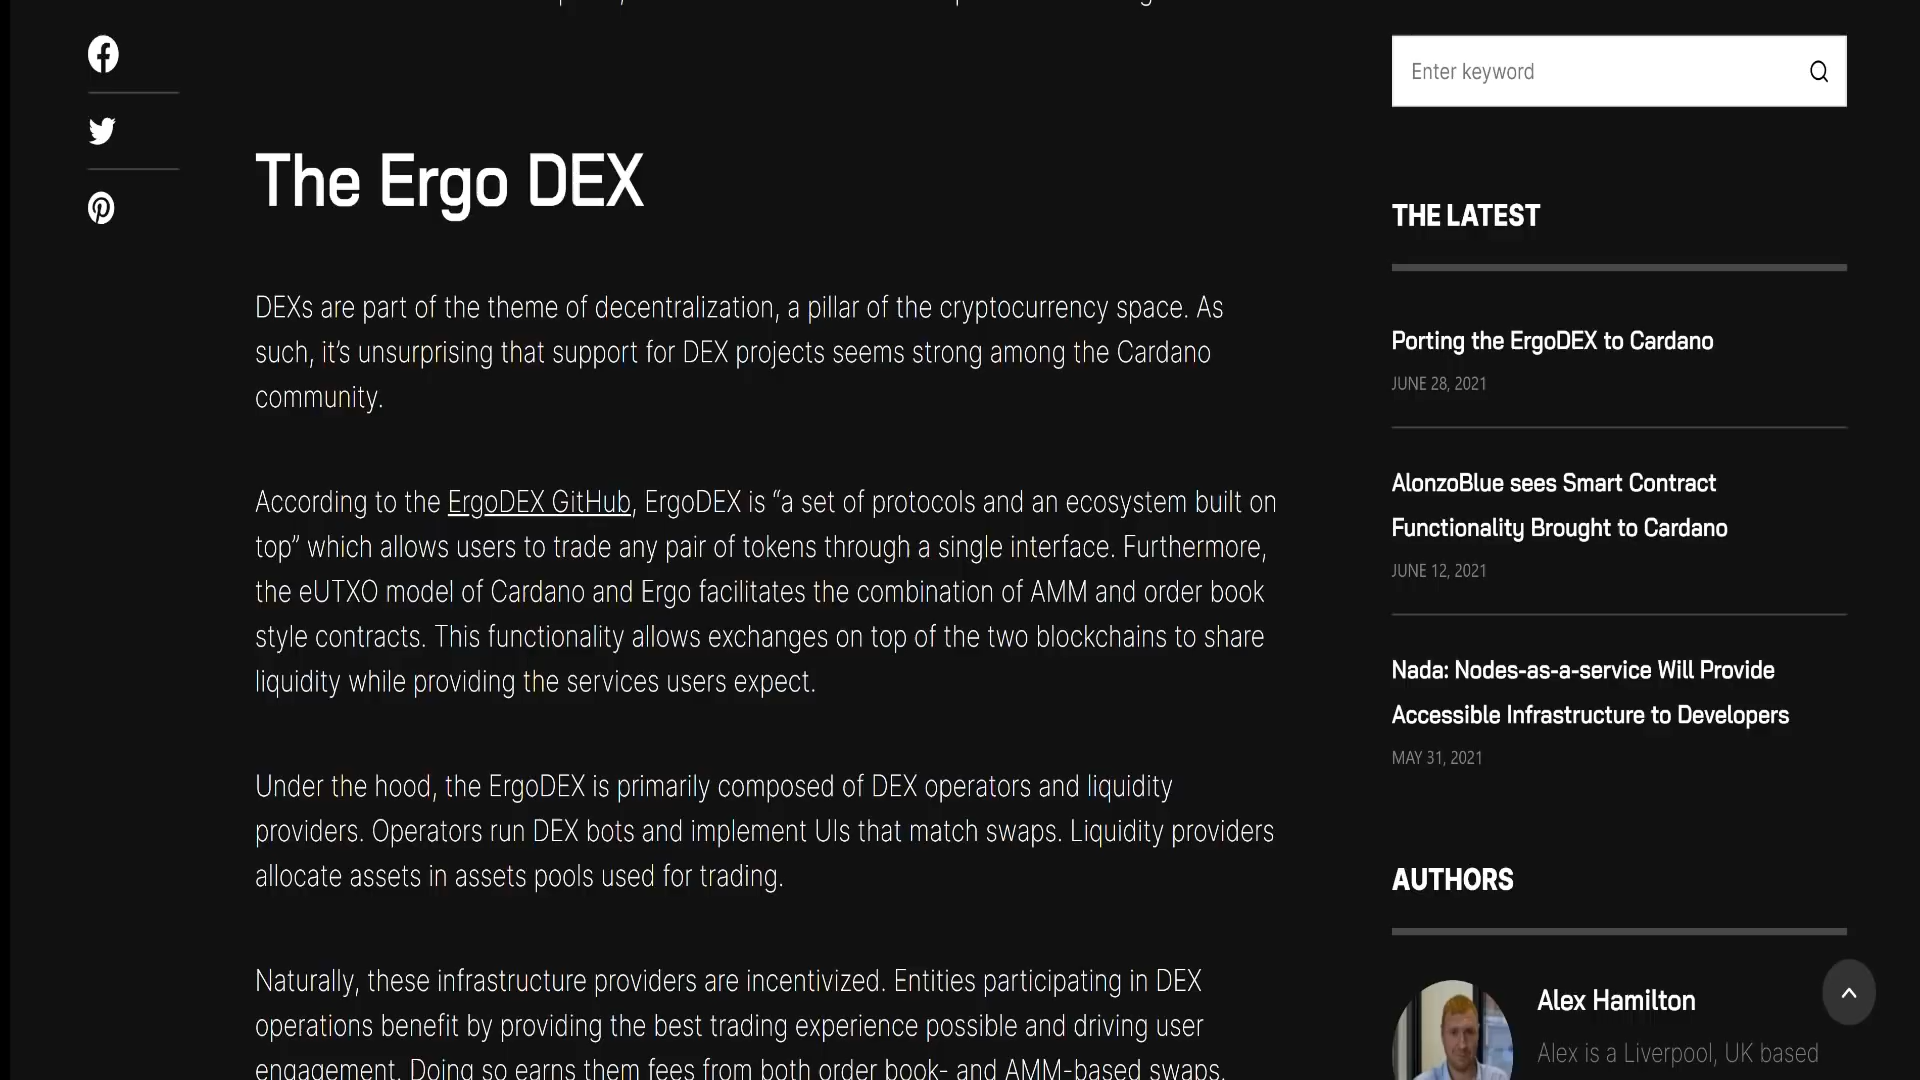 The Ergo DEX
DEXs are part of the theme of decentralization, a pillar of the cryptocurrency space. As
such, it's unsurprising that support for DEX projects seems strong among the Cardano
community.
According to the ErgoDEX GitHub, ErgoDEX is “a set of protocols and an ecosystem built on
top” which allows users to trade any pair of tokens through a single interface. Furthermore,
the eUTXO model of Cardano and Ergo facilitates the combination of AMM and order book
style contracts. This functionality allows exchanges on top of the two blockchains to share
liquidity while providing the services users expect.
Under the hood, the ErgoDEX is primarily composed of DEX operators and liquidity
providers. Operators run DEX bots and implement UIs that match swaps. Liquidity providers
allocate assets in assets pools used for trading.
Naturally, these infrastructure providers are incentivized. Entities participating in DEX
operations benefit by providing the best trading experience possible and driving user
engagement. Doing so earns them fees from both order book- and AMM-based swaps.
Enter keyword
THE LATEST
Porting the ErgoDEX to Cardano
JUNE 28, 2021
AlonzoBlue sees Smart Contract
Functionality Brought to Cardano
JUNE 12, 2021
Nada: Nodes-as-a-service Will Provide
Accessible Infrastructure to Developers
MAY 31, 2021
AUTHORS
Alex Hamilton
Alex is a Liverpool, UK based